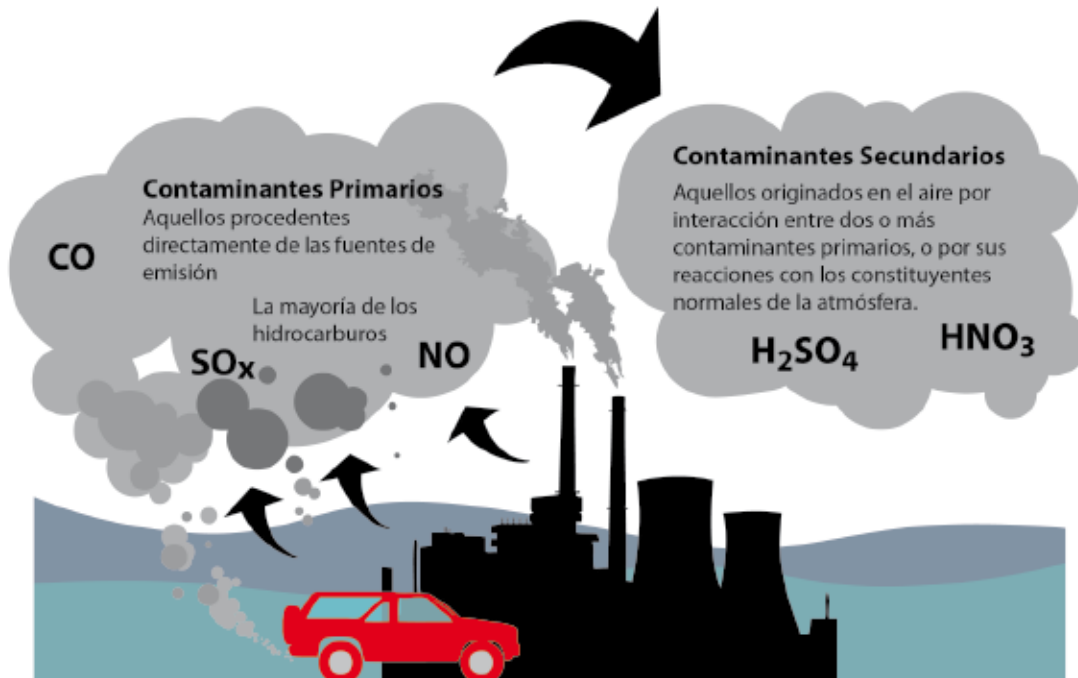 Contaminantes Primarios
Aquellos procedentes
directamente de las fuentes de
emisión
CO
La mayoría de los
hidrocarburos
SOx
NO
Contaminantes Secundarios
Aquellos originados en el aire por
interacción entre dos o más
contaminantes primarios, o por sus
reacciones con los constituyentes
normales de la atmósfera.
H₂SO₄
HNO₃